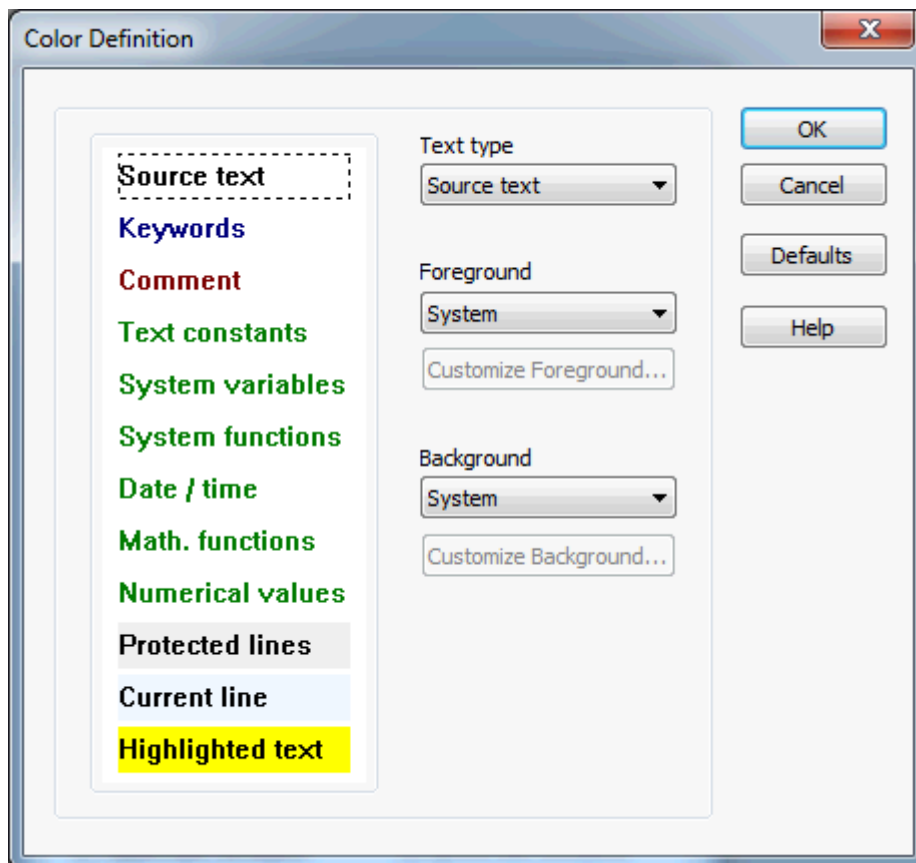 Color Definition
Source text
Keywords
Comment
Text constants
System variables
System functions
Date / time
Math. functions
Numerical values
Protected lines
Current line
Highlighted text
Text type
Source text
Foreground
System
Customize Foreground...
Background
System
Customize Background...
OK
Cancel
Defaults
Help